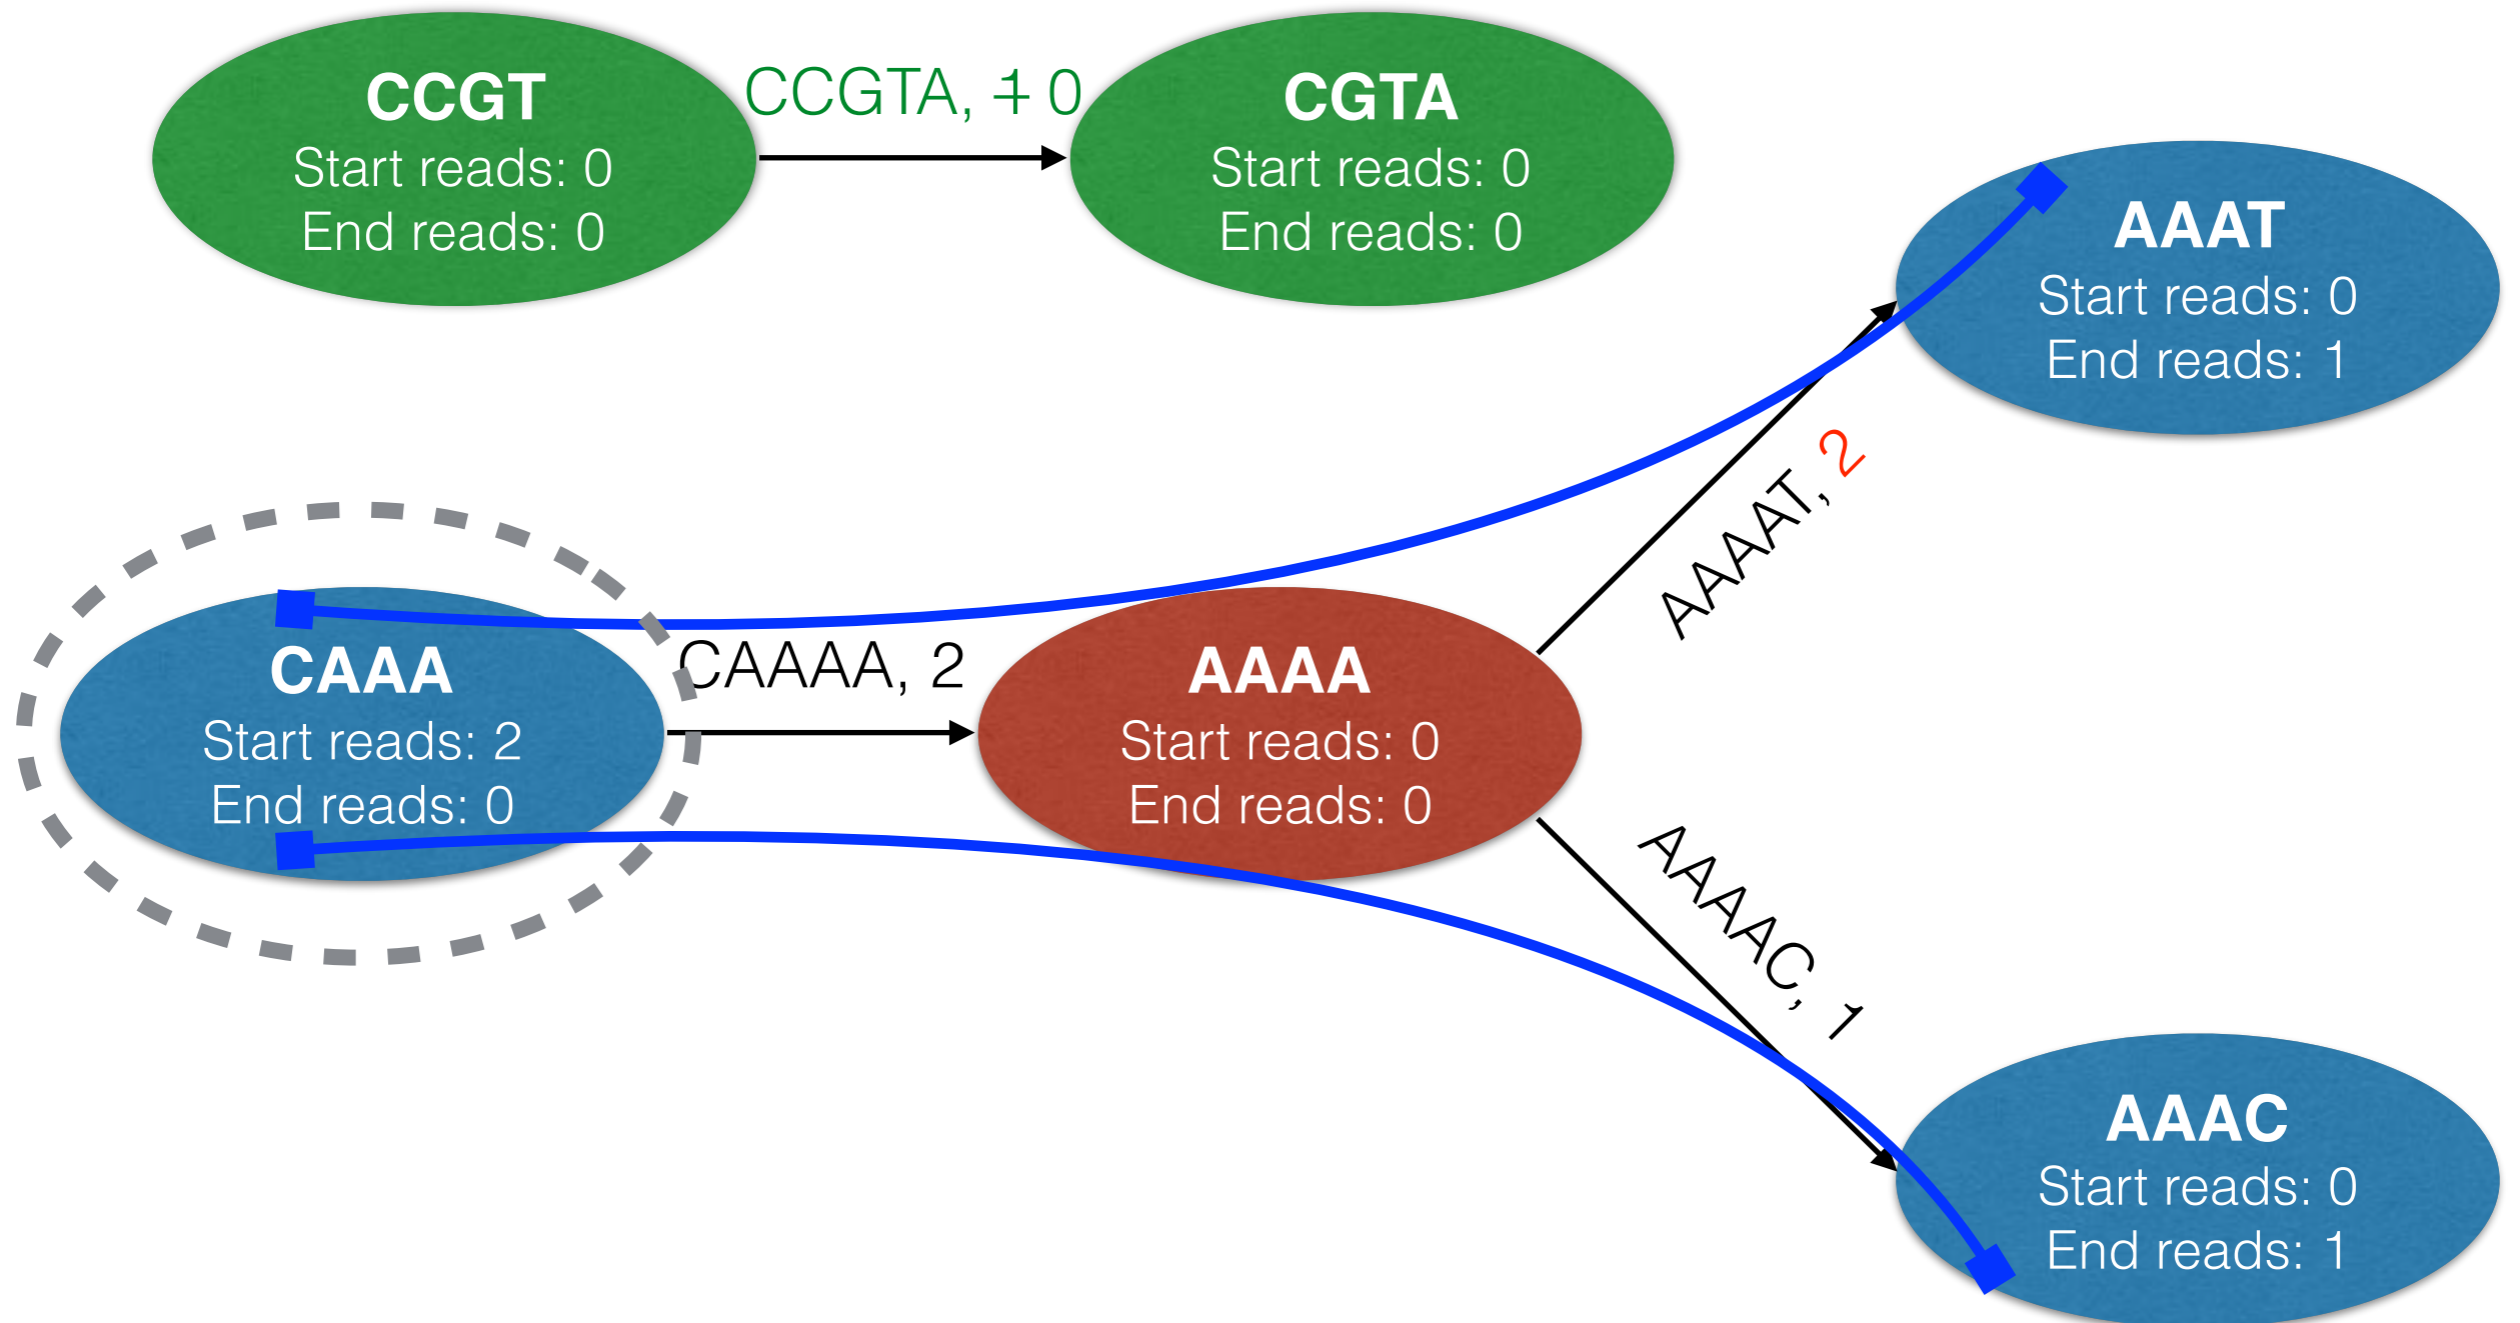 CCGT
Start reads: 0
End reads: 0
CCGTA, 1 0
CGTA
Start reads: 0
End reads: 0
AAAT
Start reads: 0
End reads: 1
AAAAT, 2
CAAA
Start reads: 2
End reads: 0
CAAAA, 2
AAAA
Start reads: 0
End reads: 0
AAAAC, 1
AAAC
Start reads: 0
End reads: 1